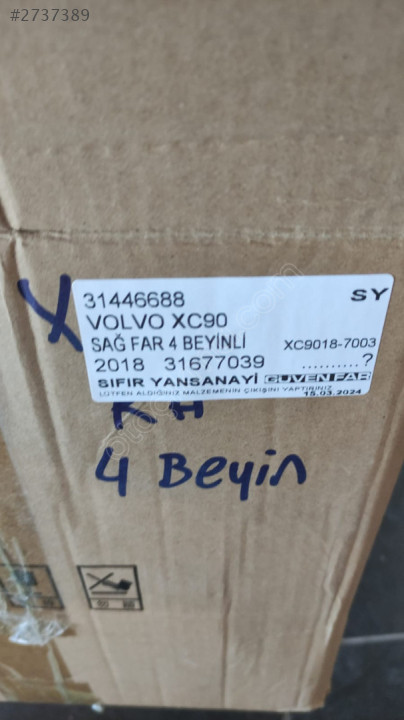 #2737389
31446688 SY
VOLVO XC90
SAĞ FAR 4 BEYİNLİ XC9018-7003
2018 31677039 ..........?
SIFIR YANSANAYİ GÜVEN FAR
LÜTFEN ALDIĞINIZ MALZEMENİN ÇIKIŞINI YAPTIRINIZ 15.03.2024
X
4 Beyin